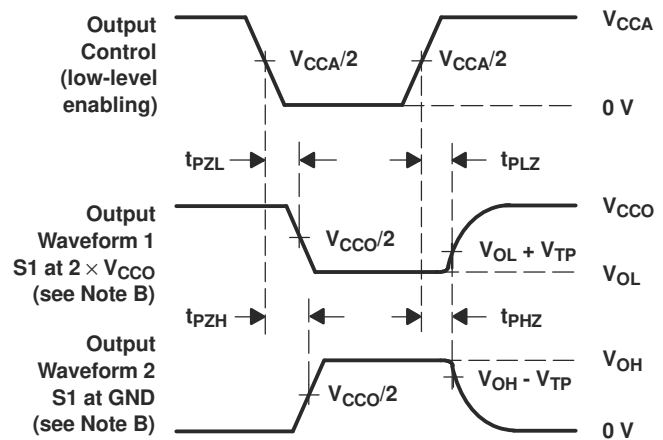 Output
Control
(low-level
enabling)
V_CCA/2
V_CCA/2
V_CCA
0 V
t_PZL
t_PLZ
Output
Waveform 1
S1 at 2 × V_CCO
(see Note B)
V_CCO/2
V_CCO
V_OL + V_TP
V_OL
t_PZH
t_PHZ
Output
Waveform 2
S1 at GND
(see Note B)
V_CCO/2
V_OH
V_OH - V_TP
0 V